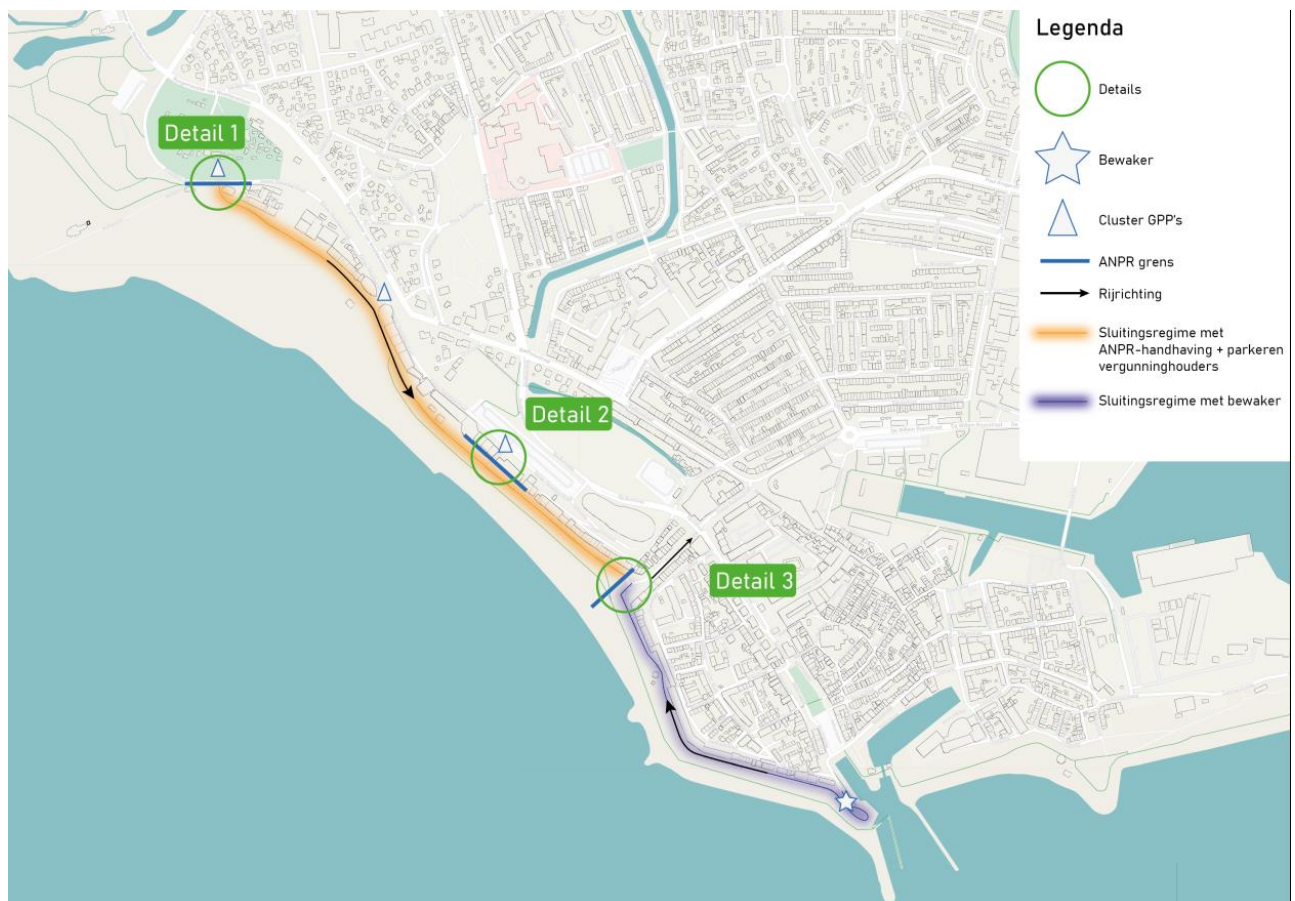 Legenda
Details
Bewaker
Cluster GPP's
ANPR grens
Rijrichting
Sluitingsregime met
ANPR-handhaving + parkeren
vergunninghouders
Sluitingsregime met bewaker
Detail 1
Detail 2
Detail 3